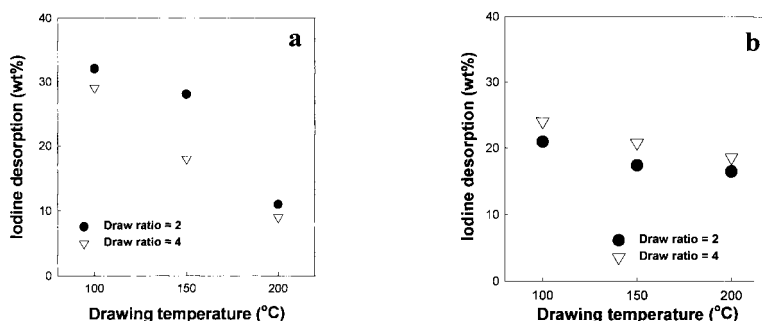 a
40
30
20
10
0
Iodine desorption (wt%)
Draw ratio = 2
Draw ratio = 4
100 150 200
Drawing temperature (°C)
b
40
30
20
10
0
Iodine desorption (wt%)
Draw ratio = 2
Draw ratio = 4
100 150 200
Drawing temperature (°C)